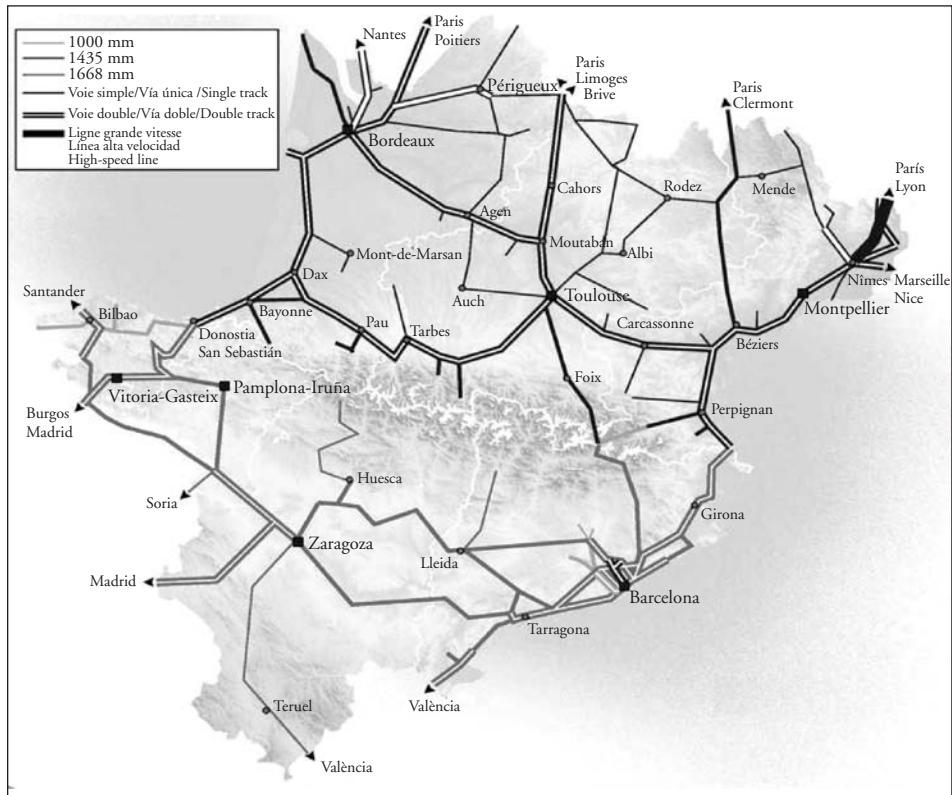 1000 mm
1435 mm
1668 mm
Voie simple/Vía única /Single track
Voie double/Vía doble/Double track
Ligne grande vitesse
Línea alta velocidad
High-speed line
Paris
Poitiers
Nantes
Périgueux
Paris
Limoges
Brive
Paris
Clermont
Bordeaux
Cahors
Rodez
Mende
París
Lyon
Agen
Moutaban
Albi
Mont-de-Marsan
Dax
Auch
Toulouse
Nîmes
Marseille
Nice
Montpellier
Santander
Bilbao
Bayonne
Donostia
San Sebastián
Pau
Tarbes
Carcassonne
Béziers
Foix
Vitoria-Gasteix
Pamplona-Iruña
Perpignan
Burgos
Madrid
Huesca
Soria
Girona
Zaragoza
Lleida
Madrid
Barcelona
Tarragona
València
Teruel
València